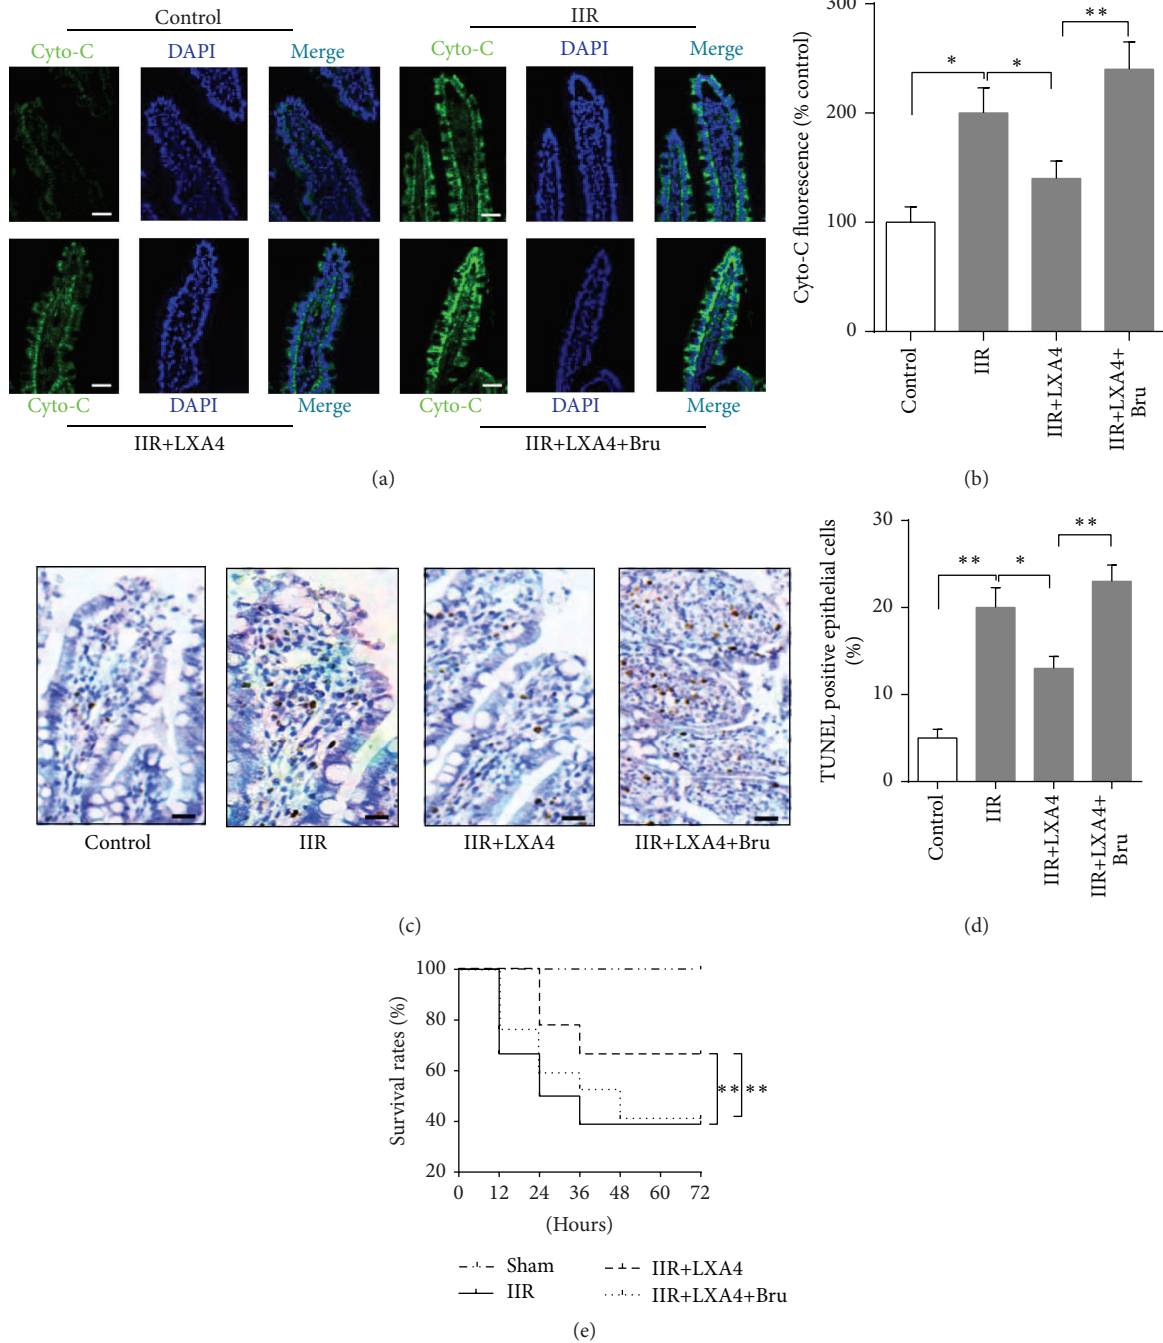 Control
IIR
Cyto-C DAPI Merge
Cyto-C DAPI Merge
Cyto-C DAPI Merge
Cyto-C DAPI Merge
IIR+LXA4
IIR+LXA4+Bru
(a)
Cyto-C fluorescence (% control)
300
200
100
0
* * **
Control
IIR
IIR+LXA4
IIR+LXA4+
Bru
(b)
Control
IIR
IIR+LXA4
IIR+LXA4+Bru
(c)
TUNEL positive epithelial cells
(%)
30
20
10
0
** * **
Control
IIR
IIR+LXA4
IIR+LXA4+
Bru
(d)
Survival rates (%)
100
80
60
40
20
** **
0 12 24 36 48 60 72
(Hours)
Sham
IIR
IIR+LXA4
IIR+LXA4+Bru
(e)